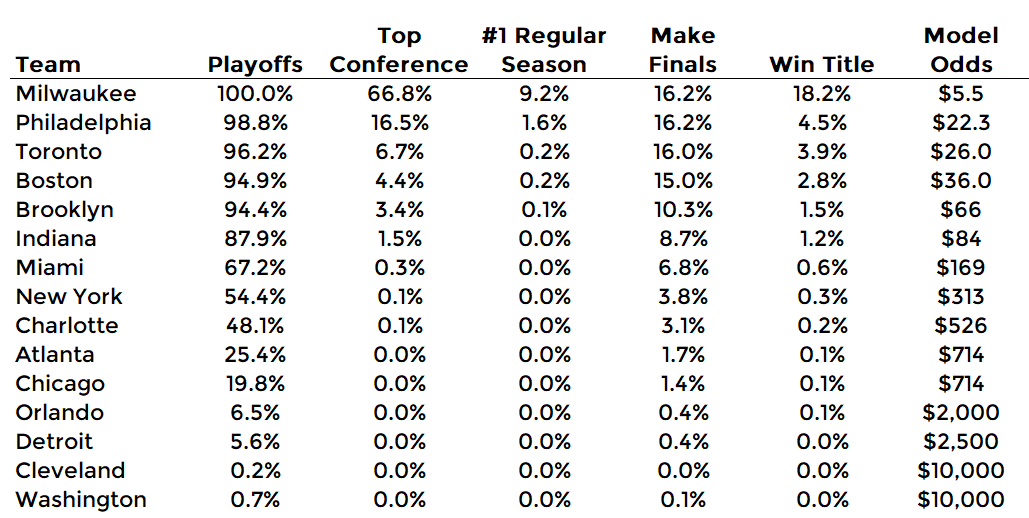 Top #1 Regular Make Model
Team Playoffs Conference Season Finals Win Title Odds
Milwaukee 100.0% 66.8% 9.2% 16.2% 18.2% $5.5
Philadelphia 98.8% 16.5% 1.6% 16.2% 4.5% $22.3
Toronto 96.2% 6.7% 0.2% 16.0% 3.9% $26.0
Boston 94.9% 4.4% 0.2% 15.0% 2.8% $36.0
Brooklyn 94.4% 3.4% 0.1% 10.3% 1.5% $66
Indiana 87.9% 1.5% 0.0% 8.7% 1.2% $84
Miami 67.2% 0.3% 0.0% 6.8% 0.6% $169
New York 54.4% 0.1% 0.0% 3.8% 0.3% $313
Charlotte 48.1% 0.1% 0.0% 3.1% 0.2% $526
Atlanta 25.4% 0.0% 0.0% 1.7% 0.1% $714
Chicago 19.8% 0.0% 0.0% 1.4% 0.1% $714
Orlando 6.5% 0.0% 0.0% 0.4% 0.1% $2,000
Detroit 5.6% 0.0% 0.0% 0.4% 0.0% $2,500
Cleveland 0.2% 0.0% 0.0% 0.0% 0.0% $10,000
Washington 0.7% 0.0% 0.0% 0.1% 0.0% $10,000